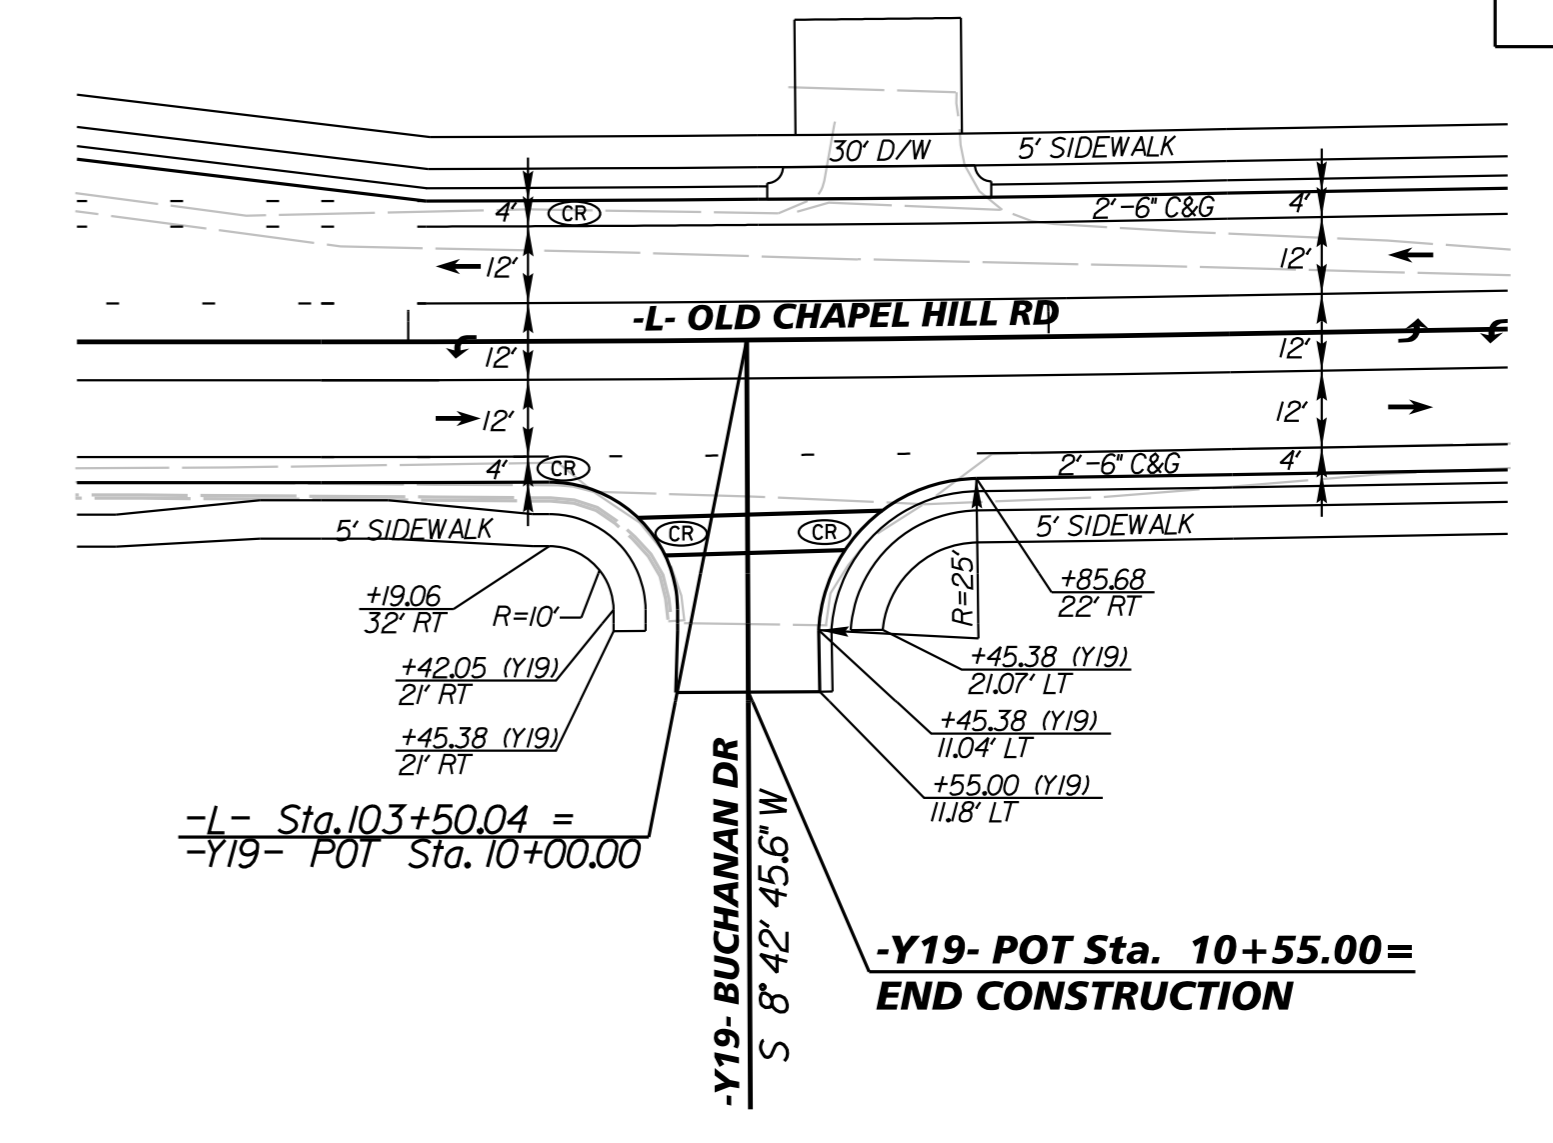 30' D/W
5' SIDEWALK
4'
CR
2'-6" C&G
4'
12'
12'
-L- OLD CHAPEL HILL RD
12'
12'
12'
12'
4'
CR
2'-6" C&G
4'
5' SIDEWALK
CR
CR
5' SIDEWALK
+19.06
32' RT
R=10'
R=25'
+85.68
22' RT
+42.05 (Y19)
21' RT
+45.38 (Y19)
21.07' LT
+45.38 (Y19)
21' RT
+45.38 (Y19)
11.04' LT
+55.00 (Y19)
11.18' LT
-L- Sta.103+50.04 =
-Y19- POT Sta. 10+00.00
-Y19- BUCHANAN DR
S 8° 42' 45.6" W
-Y19- POT Sta. 10+55.00=
END CONSTRUCTION